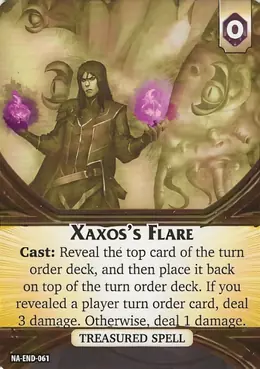 0
Xaxos's Flare
Cast: Reveal the top card of the turn
order deck, and then place it back
on top of the turn order deck. If you
revealed a player turn order card, deal
3 damage. Otherwise, deal 1 damage.
Treasured Spell
NA-END-061